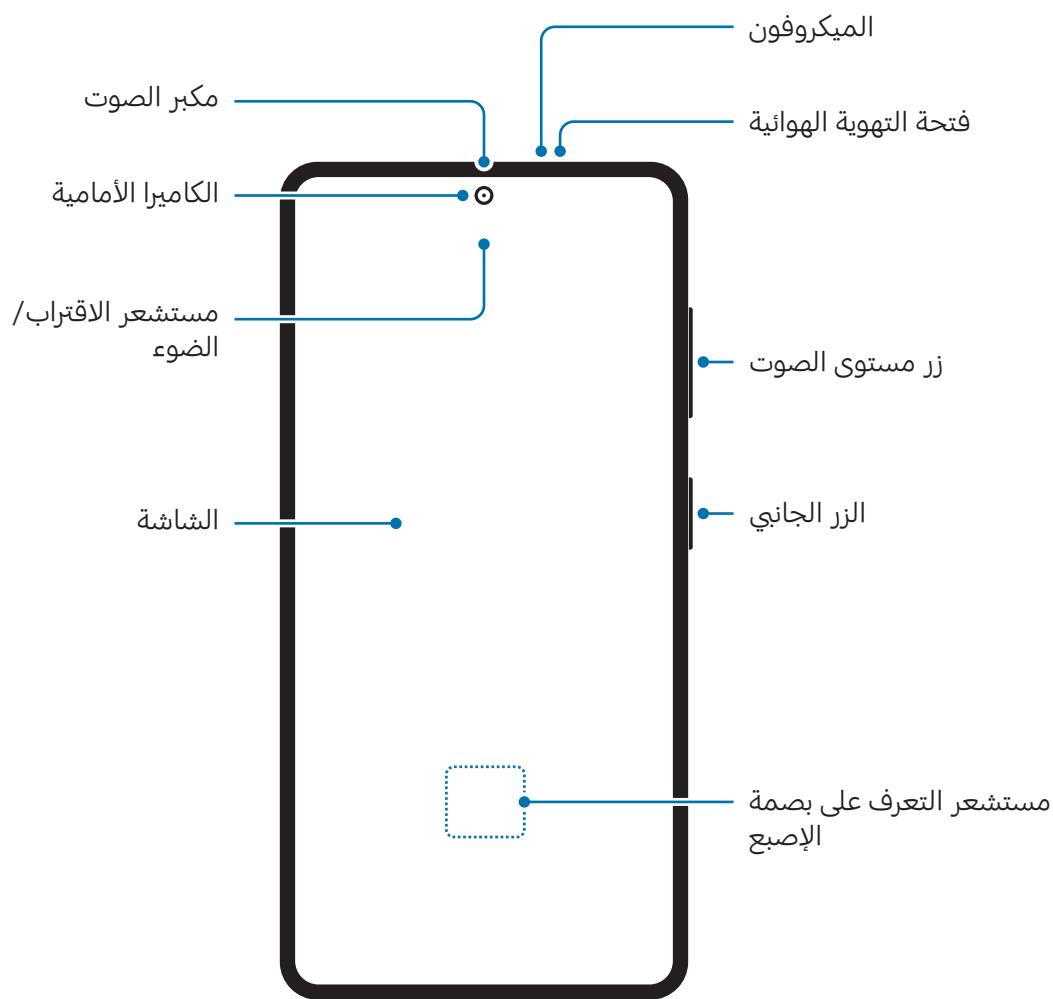 الميكروفون
مكبر الصوت
فتحة التهوية الهوائية
الكاميرا الأمامية
مستشعر الاقتراب/
الضوء
زر مستوى الصوت
الزر الجانبي
الشاشة
مستشعر التعرف على بصمة
الإصبع